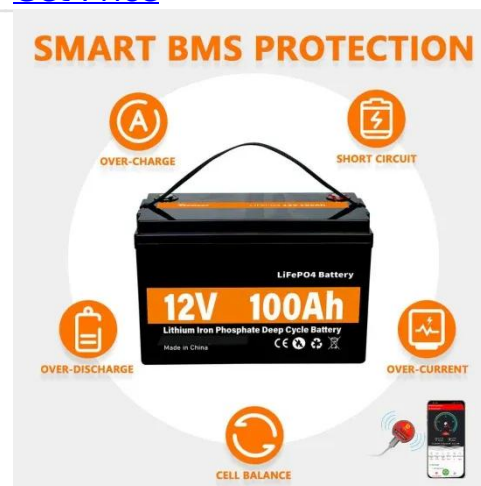 SMART BMS PROTECTION
OVER-CHARGE
SHORT CIRCUIT
LiFePO4 Battery
12V 100Ah
Lithium Iron Phosphate Deep Cycle Battery
Made in China
CE
OVER-DISCHARGE
OVER-CURRENT
CELL BALANCE